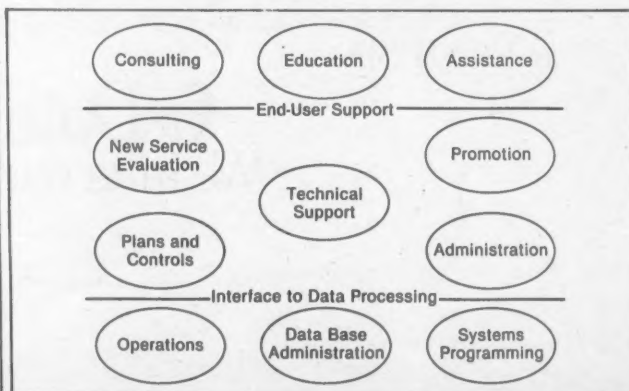 Consulting
Education
Assistance
End-User Support
New Service
Evaluation
Promotion
Technical
Support
Plans and
Controls
Administration
Interface to Data Processing
Operations
Data Base
Administration
Systems
Programming